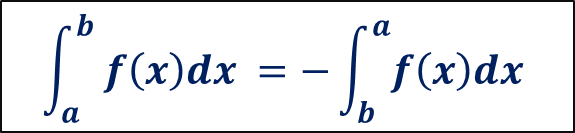 ∫_a^b f(x)dx = −∫_b^a f(x)dx